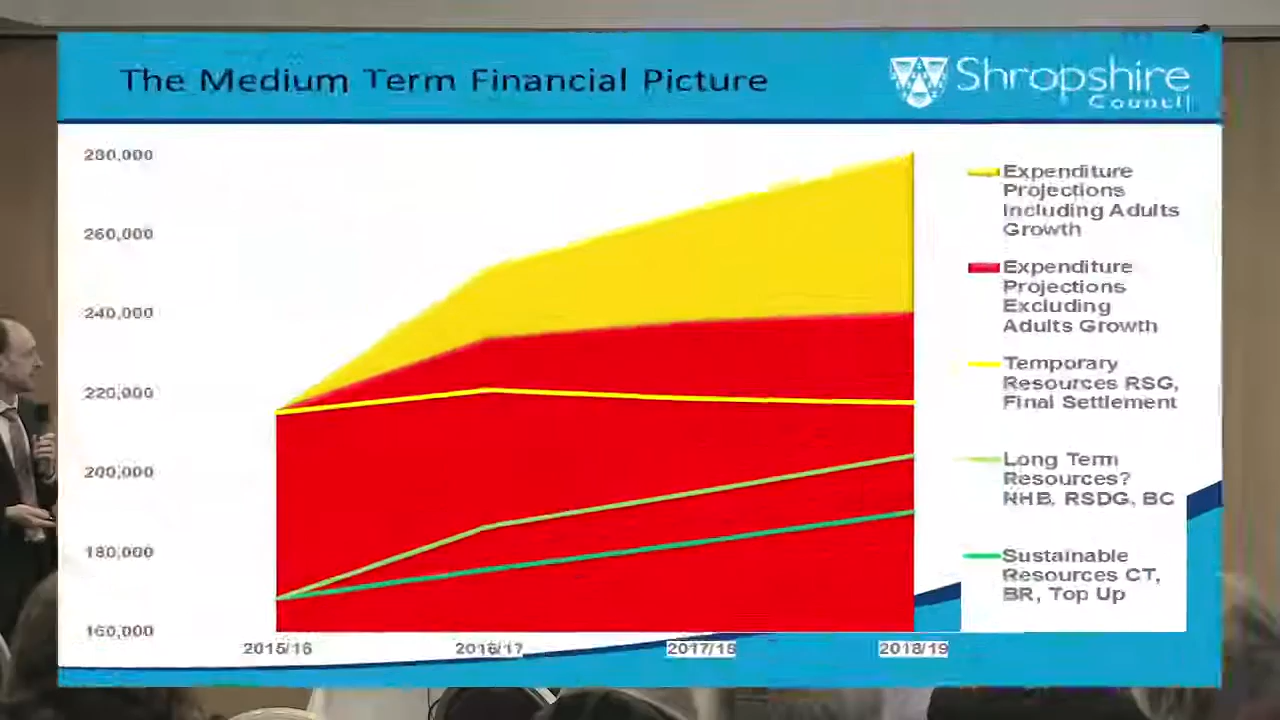 The Medium Term Financial Picture
Shropshire
Council
280,000
260,000
240,000
220,000
200,000
180,000
160,000
2015/16
2016/17
2017/18
2018/19
Expenditure
Projections
Including Adults
Growth
Expenditure
Projections
Excluding
Adults Growth
Temporary
Resources RSG,
Final Settlement
Long Term
Resources?
NHB, RSDG, BC
Sustainable
Resources CT,
BR, Top Up